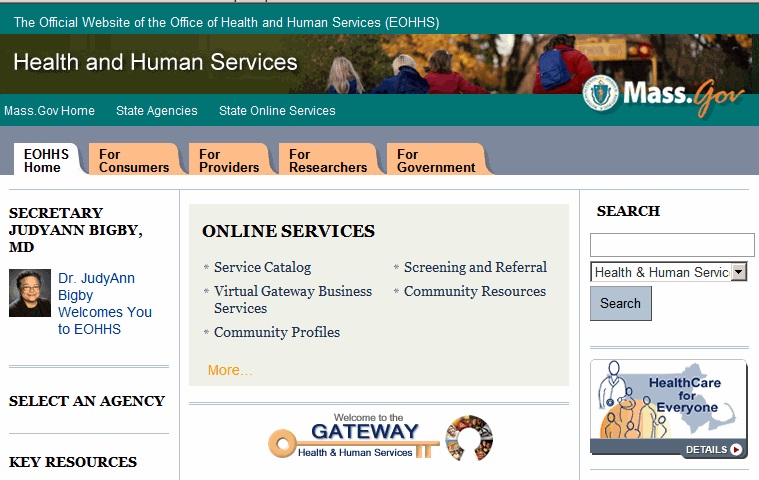 The Official Website of the Office of Health and Human Services (EOHHS)
Health and Human Services
Mass.Gov
Mass.Gov Home State Agencies State Online Services
EOHHS
Home
For
Consumers
For
Providers
For
Researchers
For
Government
SECRETARY
JUDYANN BIGBY,
MD
Dr. JudyAnn
Bigby
Welcomes You
to EOHHS
SELECT AN AGENCY
KEY RESOURCES
ONLINE SERVICES
* Service Catalog
* Virtual Gateway Business
Services
* Community Profiles
* Screening and Referral
* Community Resources
More...
Welcome to the
GATEWAY
Health & Human Services
SEARCH
Health & Human Servic
Search
HealthCare
for
Everyone
DETAILS